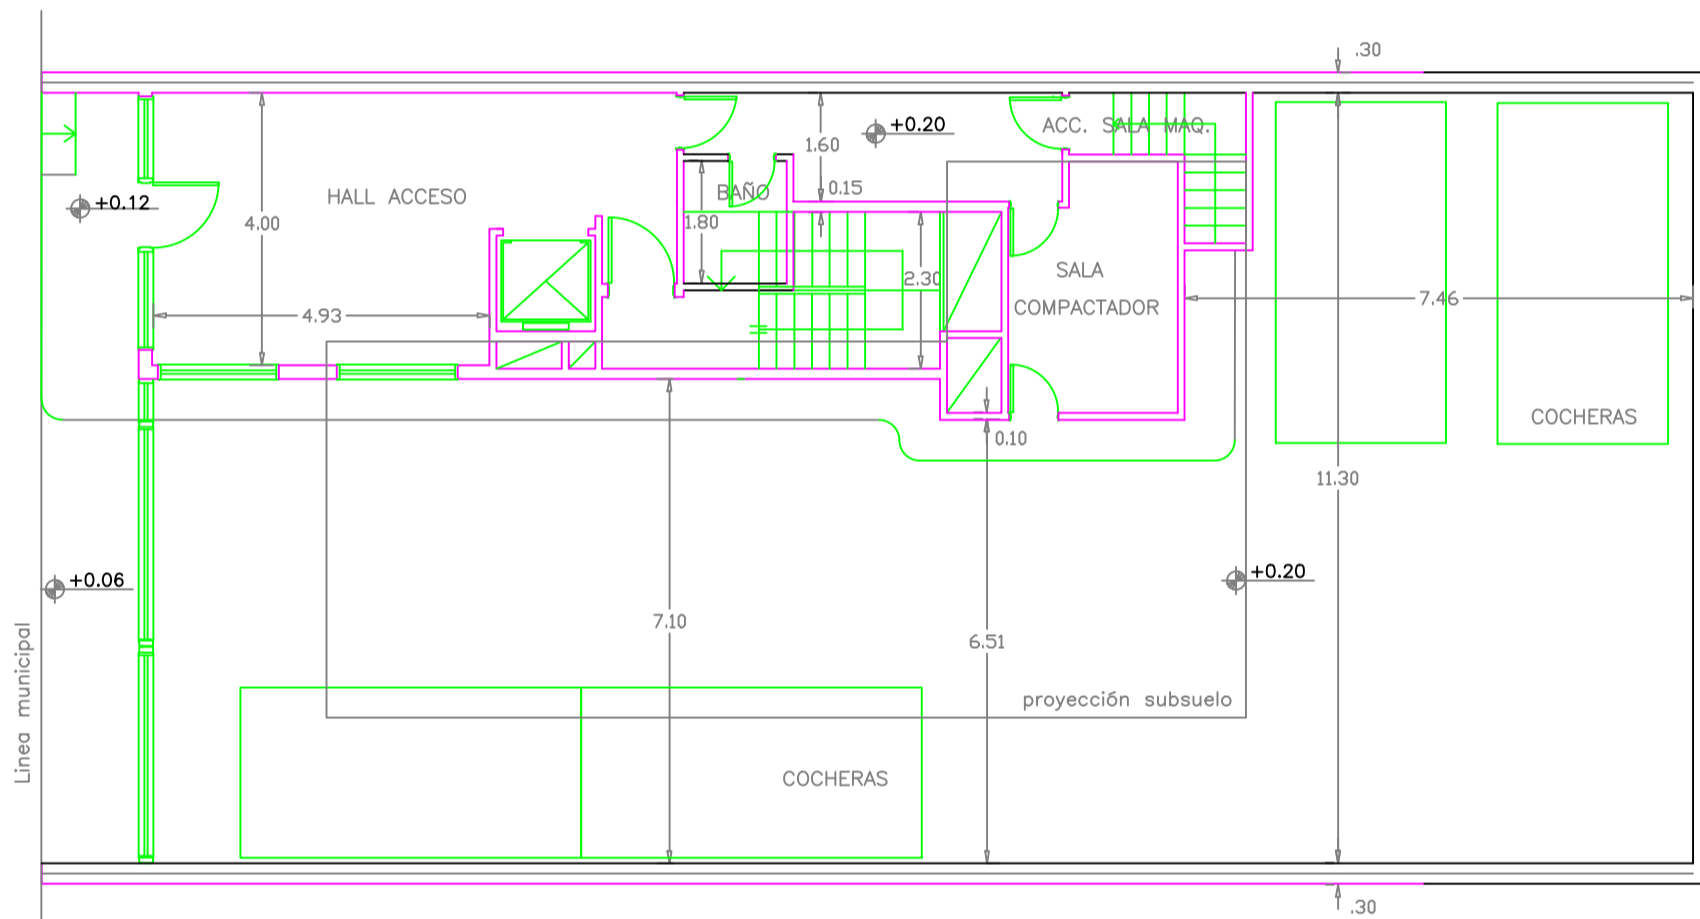 .30
+0.20
ACC. SALA MAQ.
1.60
HALL ACCESO
BAÑO
0.15
+0.12
4.00
1.80
SALA
2.30
COMPACTADOR
7.46
4.93
COCHERAS
0.10
11.30
+0.20
+0.06
7.10
6.51
Linea municipal
proyección subsuelo
COCHERAS
.30